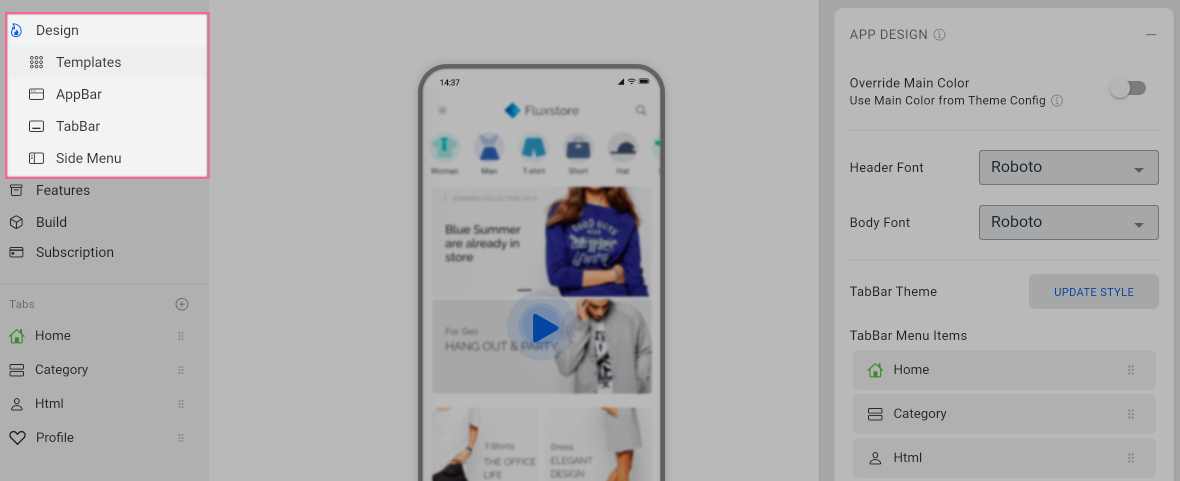 Design
Templates
AppBar
TabBar
Side Menu
Features
Build
Subscription
Tabs
Home
Category
Html
Profile
14:37
Fluxstore
Woman
Man
T-shirt
Short
Hat
SUMMER COLLECTION 2019
Blue Summer
are already in
store
For Gen
HANG OUT & PARTY
T-Shirts
THE OFFICE
LIFE
Dress
ELEGANT
DESIGN
APP DESIGN
Override Main Color
Use Main Color from Theme Config
Header Font
Roboto
Body Font
Roboto
TabBar Theme
UPDATE STYLE
TabBar Menu Items
Home
Category
Html